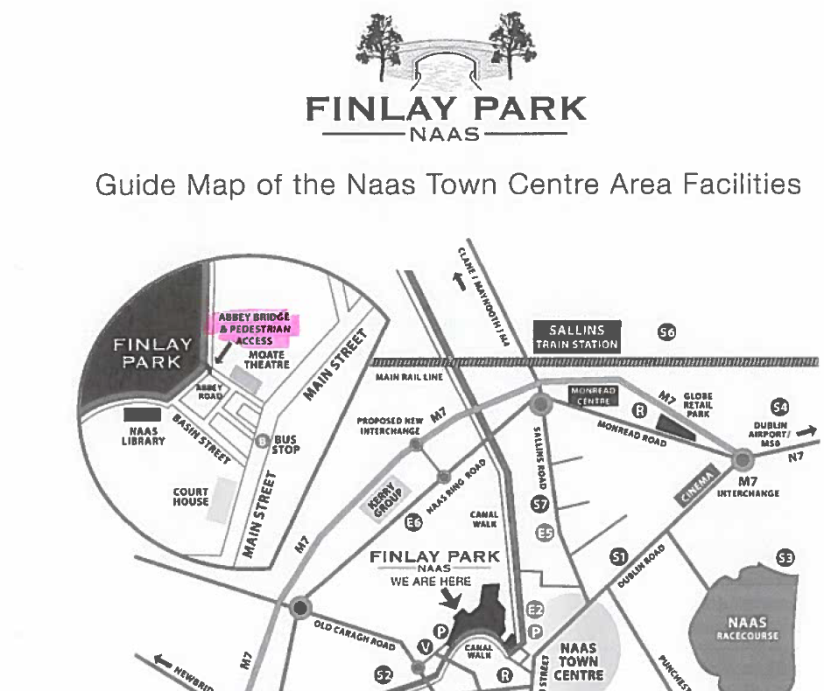 FINLAY PARK
NAAS
Guide Map of the Naas Town Centre Area Facilities
FINLAY
PARK
ABBEY BRIDGE
& PEDESTRIAN
ACCESS
MOATE
THEATRE
ABBEY
ROAD
MAIN STREET
NAAS
LIBRARY
BASIN STREET
B BUS
STOP
COURT
HOUSE
MAIN STREET
CLANE / MAYNOOTH / M4
SALLINS
TRAIN STATION
S6
MAIN RAIL LINE
MONREAD
CENTRE
M7
GLOBE
RETAIL
PARK
R
MONREAD ROAD
S4
DUBLIN
AIRPORT/
M50
N7
M7
INTERCHANGE
CINEMA
PROPOSED NEW
INTERCHANGE
M7
SALLINS ROAD
NAAS RING ROAD
KERRY
GROUP
E6
CANAL
WALK
S7
E5
M7
FINLAY PARK
NAAS
WE ARE HERE
S1
DUBLIN ROAD
S3
NAAS
RACECOURSE
E2
P
P
V
OLD CARAGH ROAD
CANAL
WALK
R
S2
NAAS
TOWN
CENTRE
STREET
M7
NEWBRID
PUNCHEST